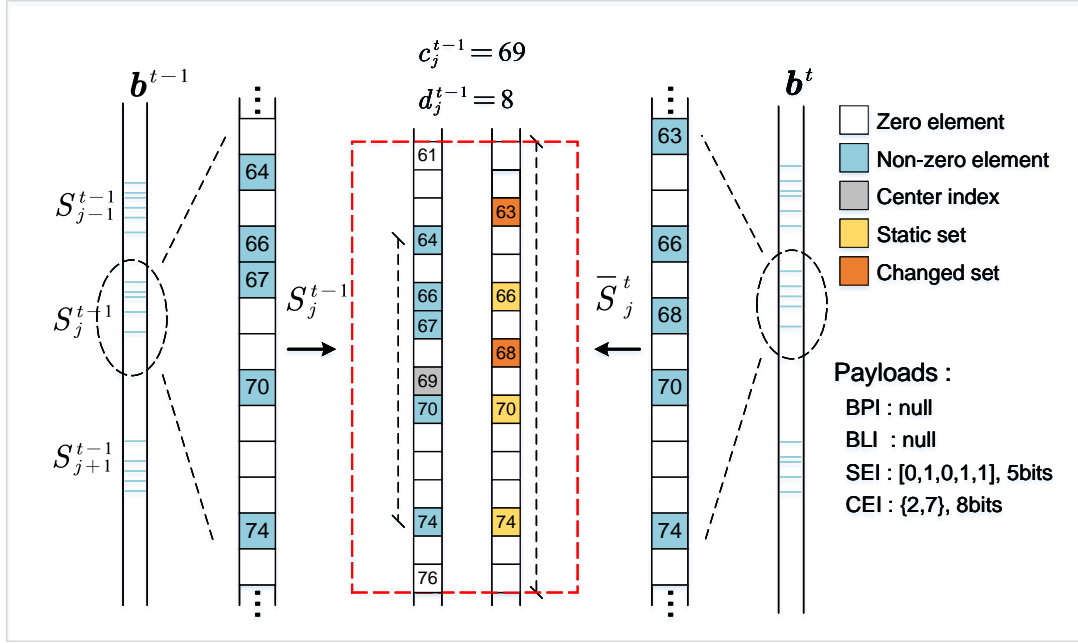 c_j^{t-1} = 69
d_j^{t-1} = 8
b^{t-1}
b^t
S_{j-1}^{t-1}
S_j^{t-1}
S_{j+1}^{t-1}
64
66
67
70
74
S_j^{t-1}
61
64
66
67
69
70
74
76
63
66
68
70
74
\overline{S}_j^t
63
66
68
70
74
Zero element
Non-zero element
Center index
Static set
Changed set
Payloads :
BPI : null
BLI : null
SEI : [0,1,0,1,1], 5bits
CEI : {2,7}, 8bits